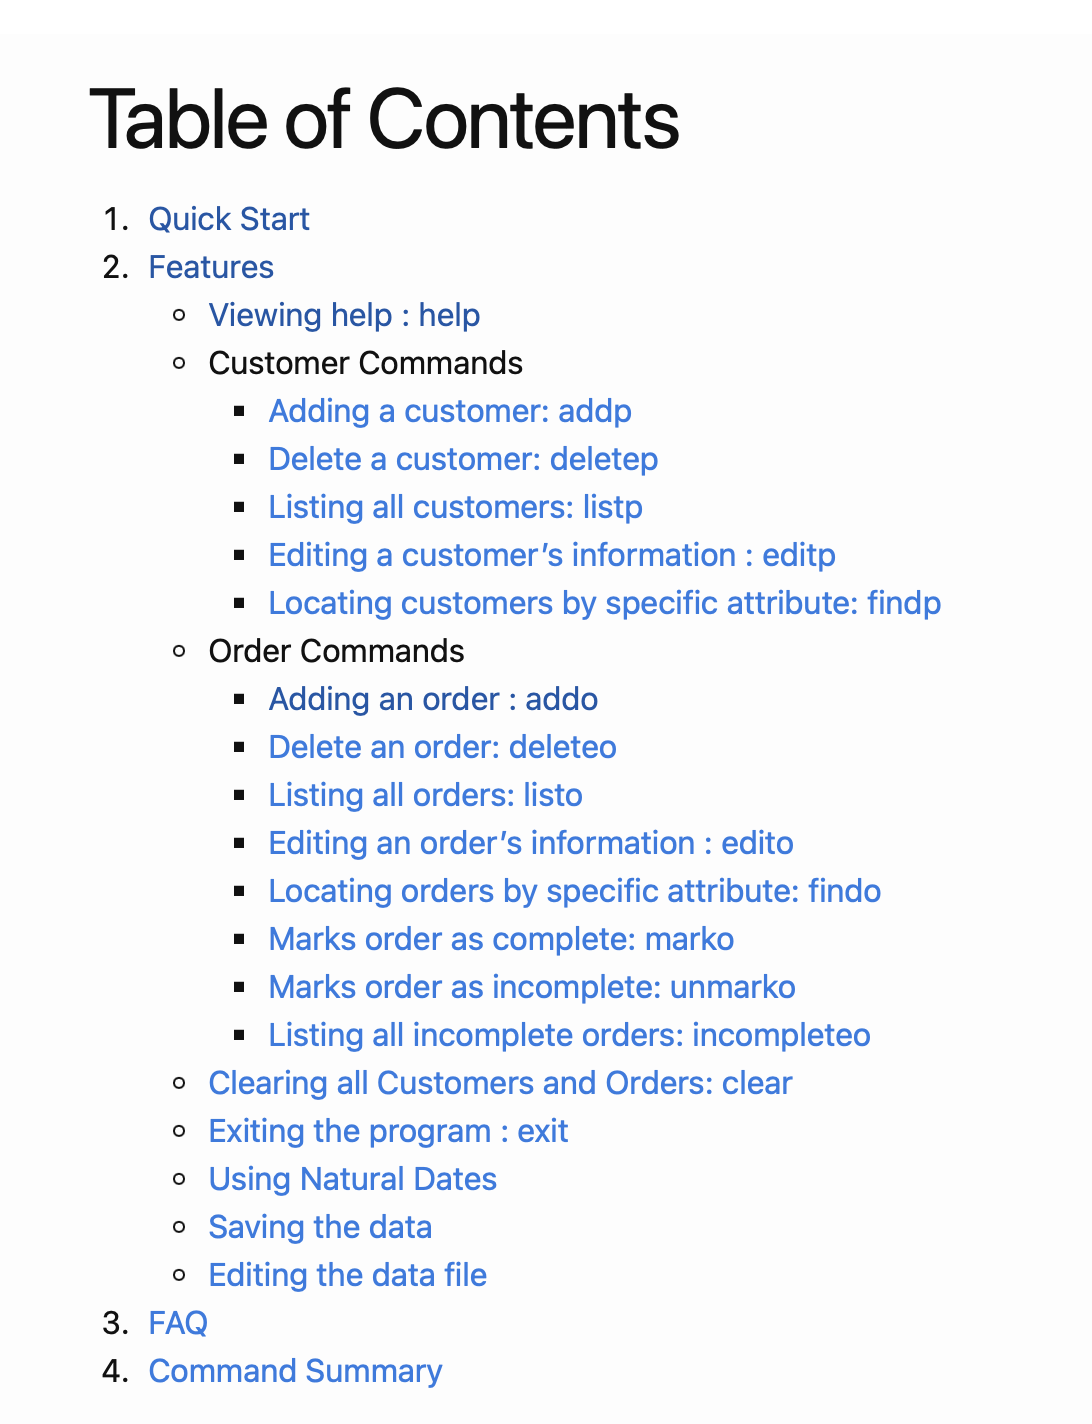 Table of Contents
1. Quick Start
2. Features
Viewing help : help
Customer Commands
Adding a customer: addp
Delete a customer: deletep
Listing all customers: listp
Editing a customer’s information : editp
Locating customers by specific attribute: findp
Order Commands
Adding an order : addo
Delete an order: deleteo
Listing all orders: listo
Editing an order’s information : edito
Locating orders by specific attribute: findo
Marks order as complete: marko
Marks order as incomplete: unmarko
Listing all incomplete orders: incompleteo
Clearing all Customers and Orders: clear
Exiting the program : exit
Using Natural Dates
Saving the data
Editing the data file
3. FAQ
4. Command Summary